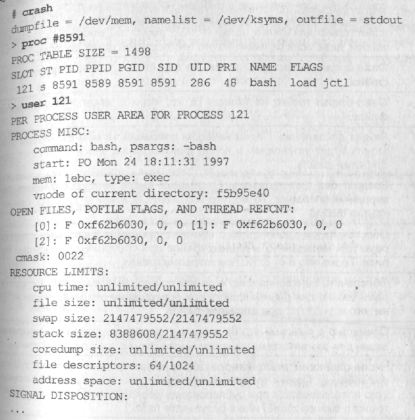 # crash
dumpfile = /dev/mem, namelist = /dev/ksyms, outfile = stdout
> proc #8591
PROC TABLE SIZE = 1498
SLOT ST PID PPID PGID SID UID PRI NAME FLAGS
121 s 8591 8589 8591 8591 286 48 bash load jctl
> user 121
PER PROCESS USER AREA FOR PROCESS 121
PROCESS MISC:
command: bash, psargs: -bash
start: PO Mon 24 18:11:31 1997
mem: 1ebc, type: exec
vnode of current directory: f5b95e40
OPEN FILES, POFILE FLAGS, AND THREAD REFCNT:
[0]: F 0xf62b6030, 0, 0 [1]: F 0xf62b6030, 0, 0
[2]: F 0xf62b6030, 0, 0
cmask: 0022
RESOURCE LIMITS:
cpu time: unlimited/unlimited
file size: unlimited/unlimited
swap size: 2147479552/2147479552
stack size: 8388608/2147479552
coredump size: unlimited/unlimited
file descriptors: 64/1024
address space: unlimited/unlimited
SIGNAL DISPOSITION:
...